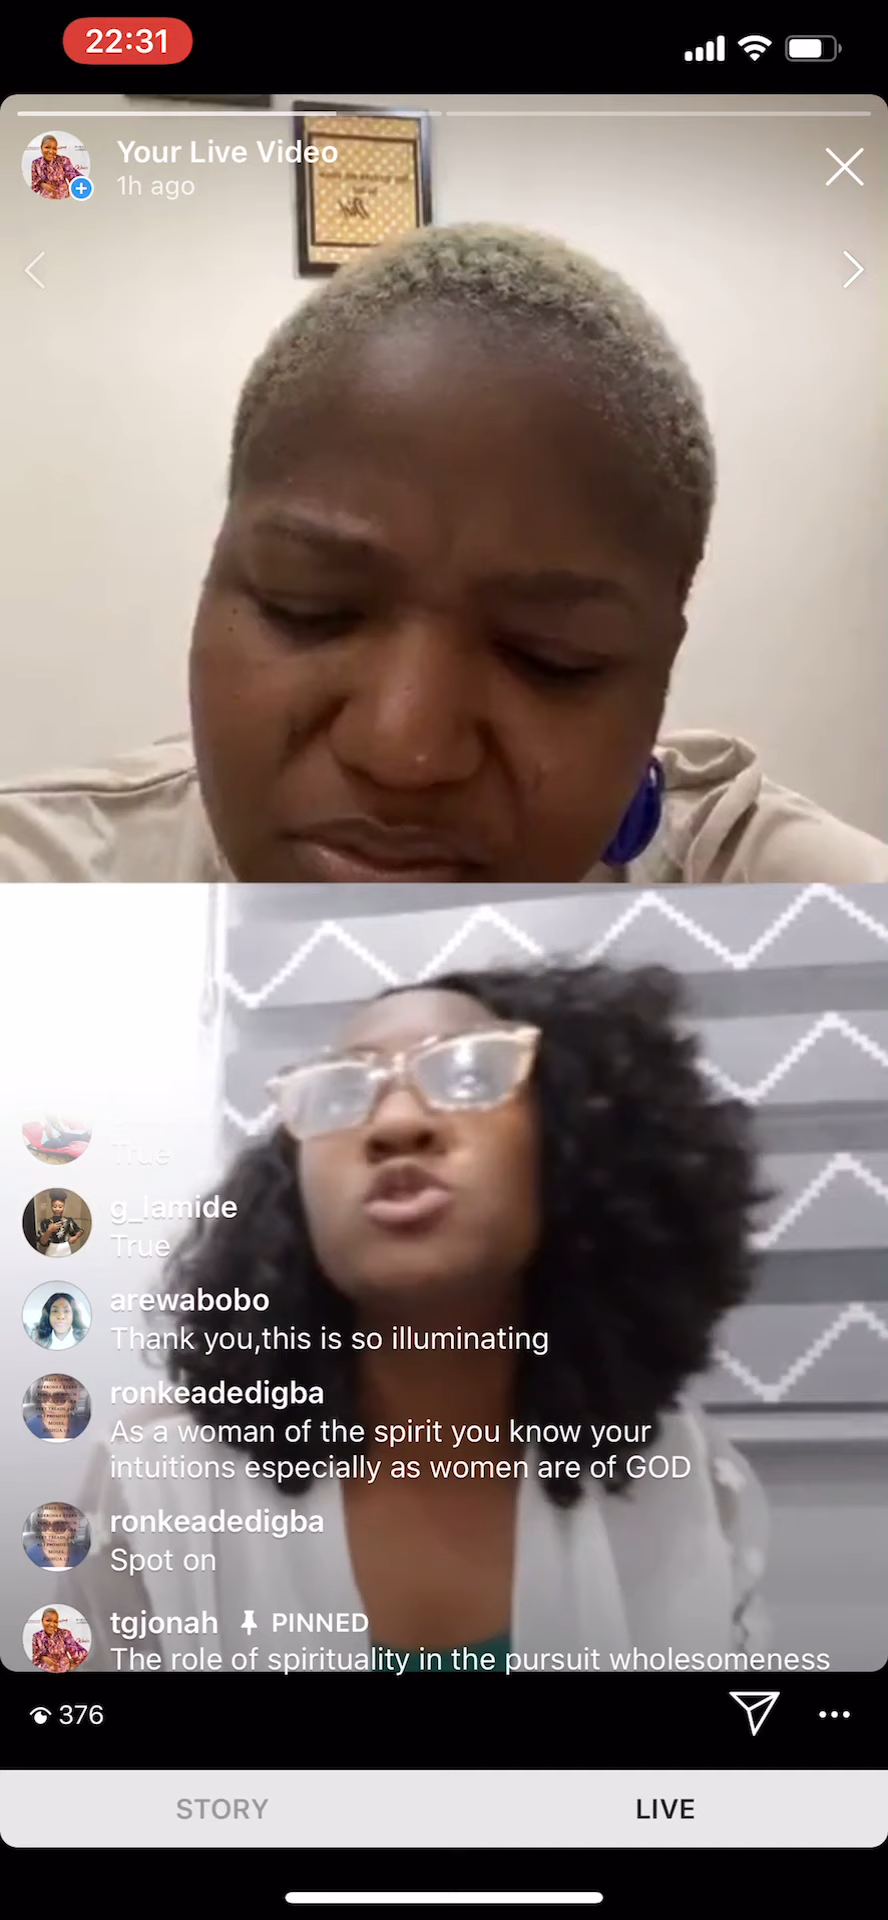 22:31
Your Live Video
1h ago
True
g_lamide
True
arewabobo
Thank you,this is so illuminating
ronkeadedigba
As a woman of the spirit you know your
intuitions especially as women are of GOD
ronkeadedigba
Spot on
tgjonah PINNED
The role of spirituality in the pursuit wholesomeness
376
STORY
LIVE